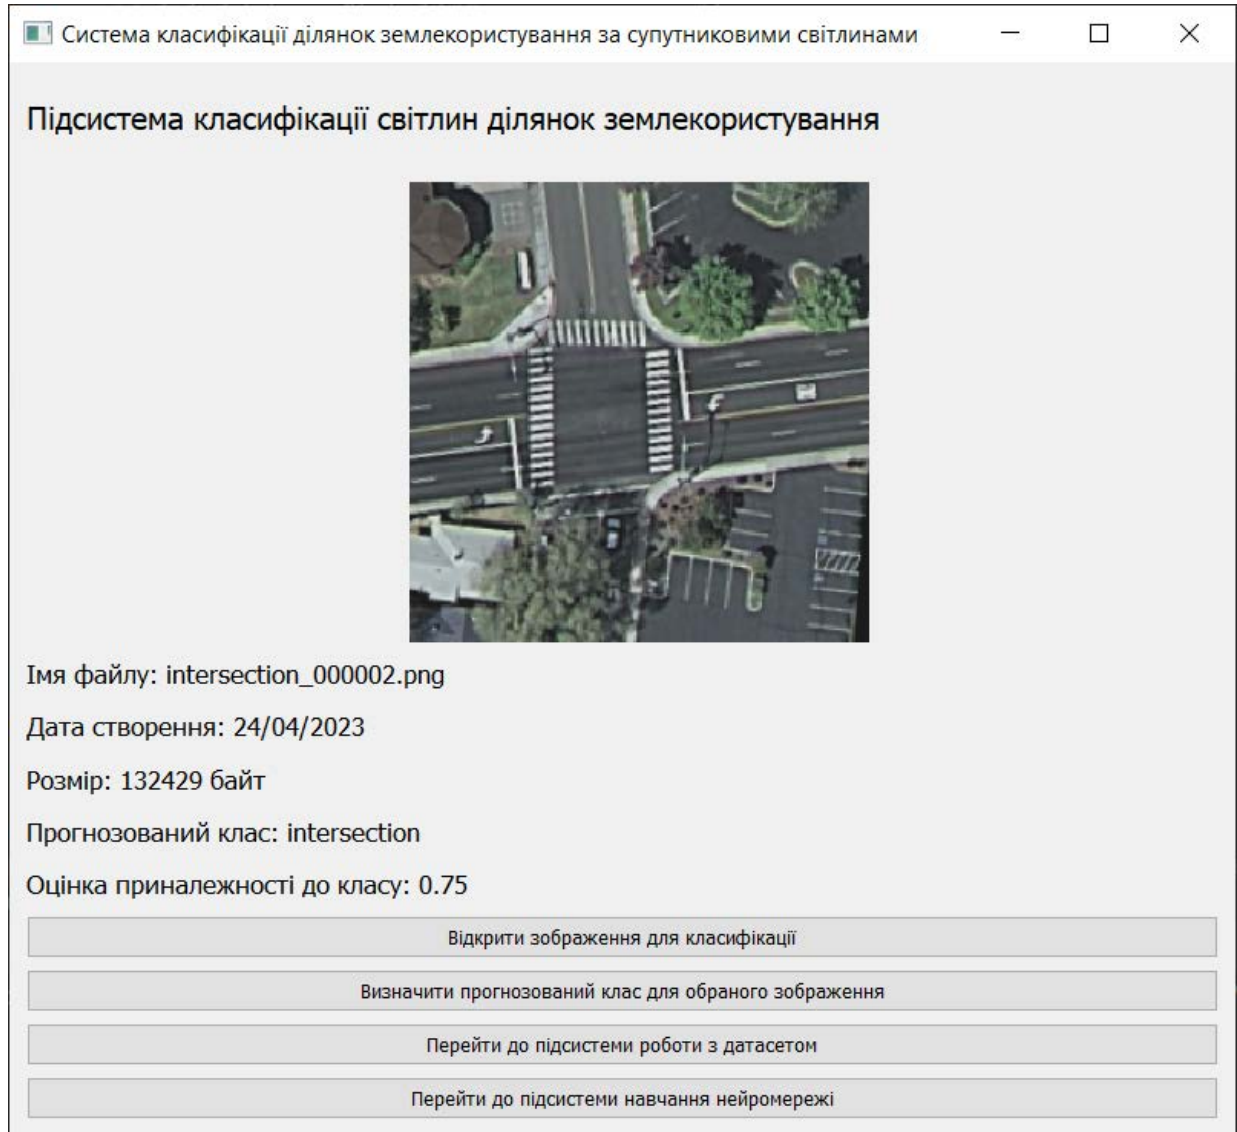 Система класифікації ділянок землекористування за супутниковими світлинами
Підсистема класифікації світлин ділянок землекористування
Імя файлу: intersection_000002.png
Дата створення: 24/04/2023
Розмір: 132429 байт
Прогнозований клас: intersection
Оцінка приналежності до класу: 0.75
Відкрити зображення для класифікації
Визначити прогнозований клас для обраного зображення
Перейти до підсистеми роботи з датасетом
Перейти до підсистеми навчання нейромережі